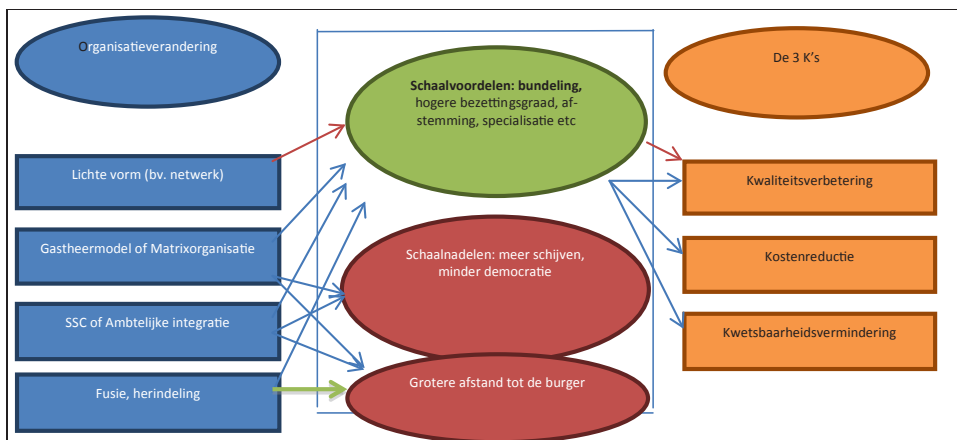 Organisatieverandering
Schaalvoordelen: bundeling,
hogere bezettingsgraad, af-
stemming, specialisatie etc
De 3 K's
Lichte vorm (bv. netwerk)
Gastheermodel of Matrixorganisatie
SSC of Ambtelijke integratie
Fusie, herindeling
Schaalnadelen: meer schijven,
minder democratie
Grotere afstand tot de burger
Kwaliteitsverbetering
Kostenreductie
Kwetsbaarheidsvermindering